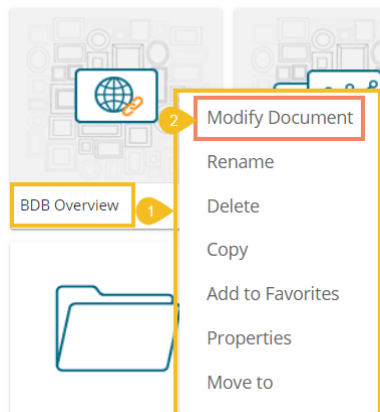 2
Modify Document
Rename
BDB Overview
1
Delete
Copy
Add to Favorites
Properties
Move to